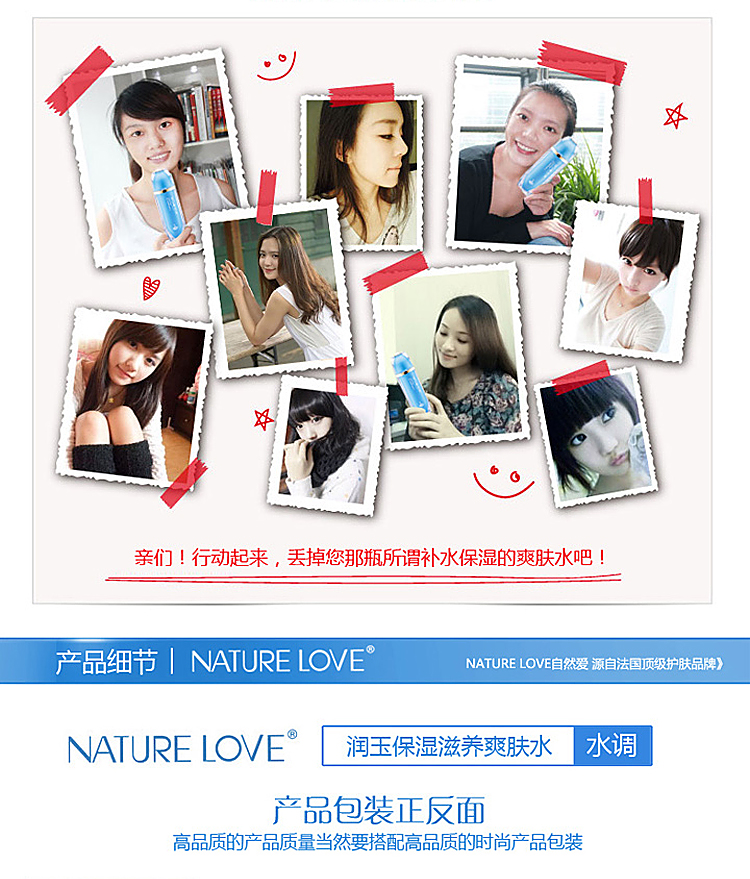 亲们！行动起来，丢掉您那瓶所谓补水保湿的爽肤水吧！
产品细节 | NATURE LOVE® NATURE LOVE自然爱 源自法国顶级护肤品牌》
NATURE LOVE® 润玉保湿滋养爽肤水 水调
产品包装正反面
高品质的产品质量当然要搭配高品质的时尚产品包装